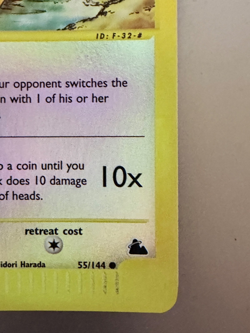 ID: F-32-#
ur opponent switches the
n with 1 of his or her
o a coin until you
k does 10 damage
of heads.
10x
retreat cost
idori Harada
55/144